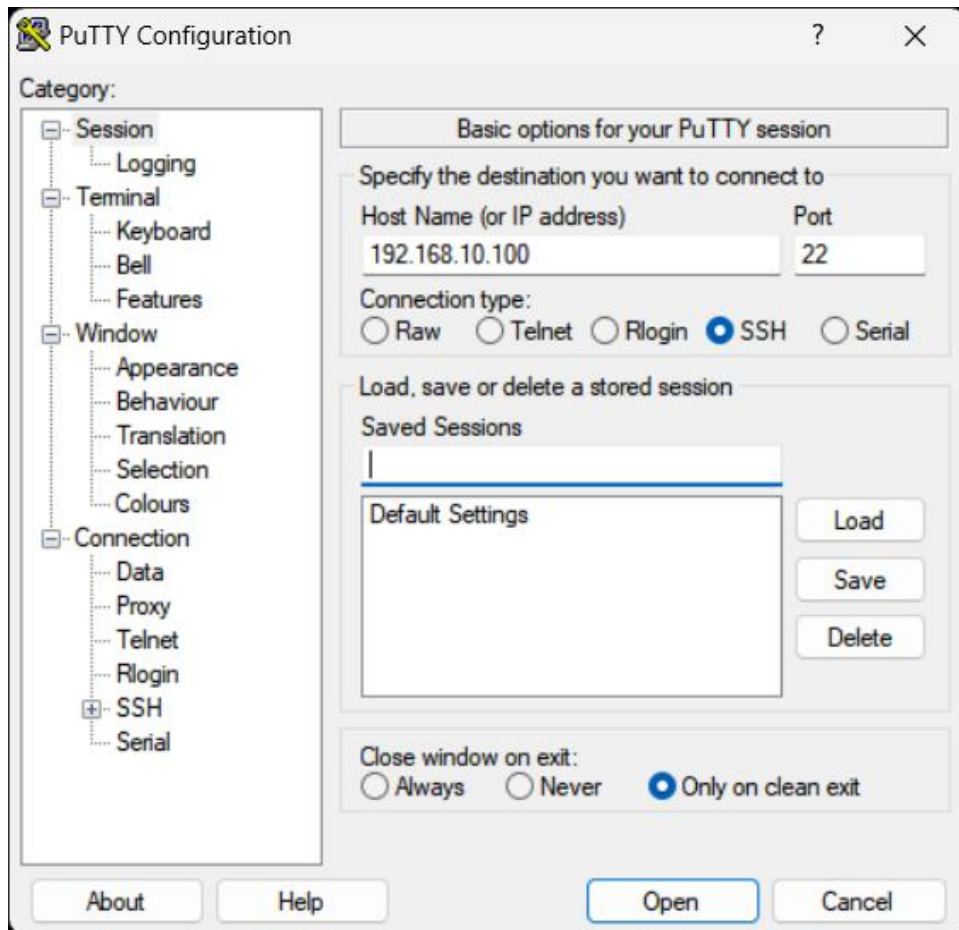 PuTTY Configuration
?
Category:
Session
Logging
Terminal
Keyboard
Bell
Features
Window
Appearance
Behaviour
Translation
Selection
Colours
Connection
Data
Proxy
Telnet
Rlogin
SSH
Serial
Basic options for your PuTTY session
Specify the destination you want to connect to
Host Name (or IP address) Port
192.168.10.100 22
Connection type:
Raw Telnet Rlogin SSH Serial
Load, save or delete a stored session
Saved Sessions
Default Settings
Load
Save
Delete
Close window on exit:
Always Never Only on clean exit
About Help Open Cancel